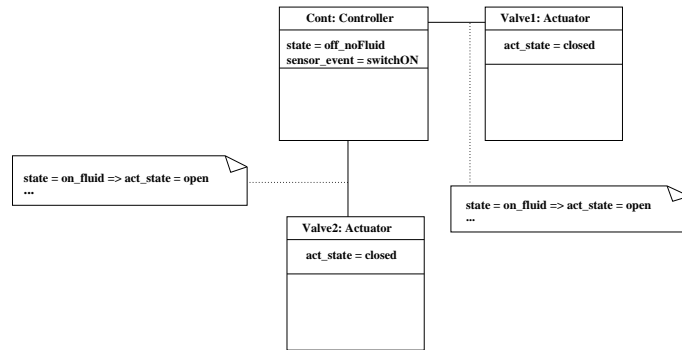 Cont: Controller
state = off_noFluid
sensor_event = switchON
Valve1: Actuator
act_state = closed
state = on_fluid => act_state = open
...
state = on_fluid => act_state = open
...
Valve2: Actuator
act_state = closed